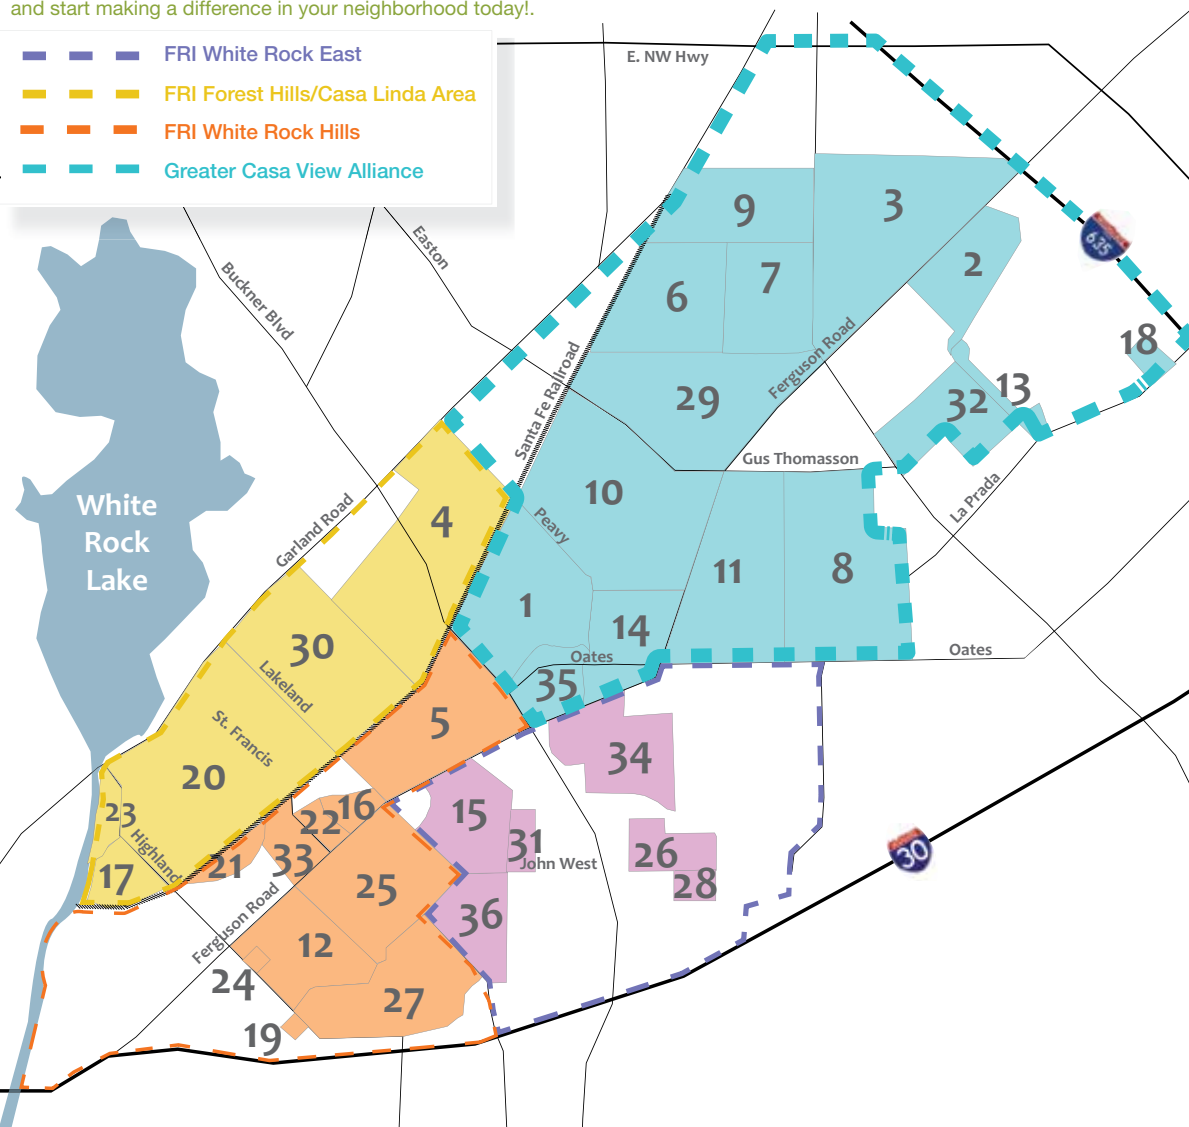 and start making a difference in your neighborhood today!.
FRI White Rock East
FRI Forest Hills/Casa Linda Area
FRI White Rock Hills
Greater Casa View Alliance
E. NW Hwy
9
3
635
Easton
2
Buckner Blvd
7
6
Ferguson Road
18
Santa Fe Railroad
13
29
32
Gus Thomasson
White
Rock
Lake
Garland Road
4
10
Peavy
La Prada
11
8
1
14
30
Oates
Oates
Lakeland
35
St. Francis
5
34
20
23
22
16
15
31
John West
26
30
Highland
17
21
33
25
28
Ferguson Road
36
12
24
27
19